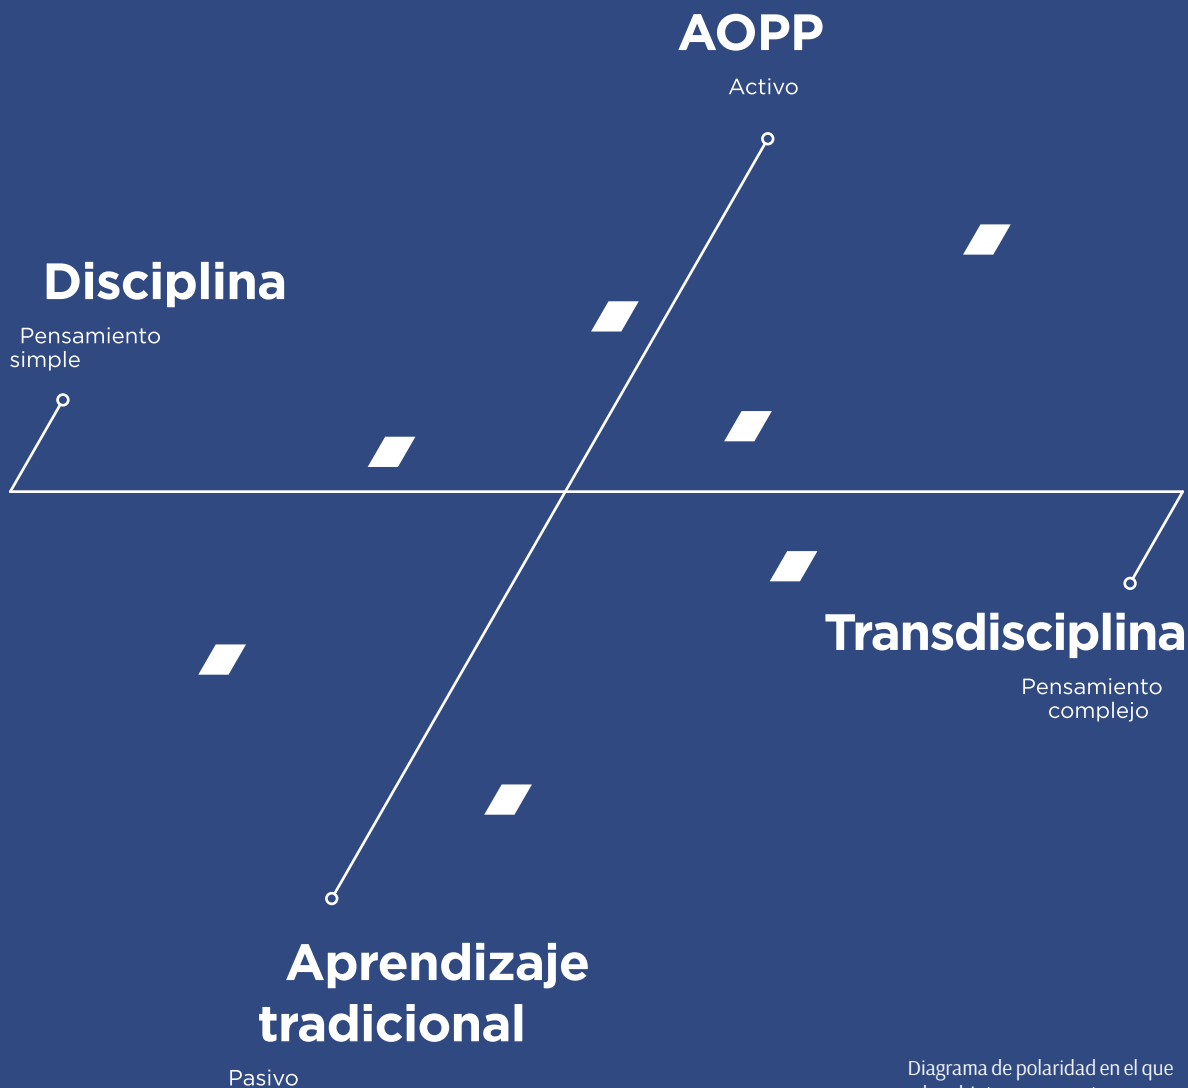 AOPP
Activo
Disciplina
Pensamiento
simple
Transdisciplina
Pensamiento
complejo
Aprendizaje
tradicional
Pasivo
Diagrama de polaridad en el que